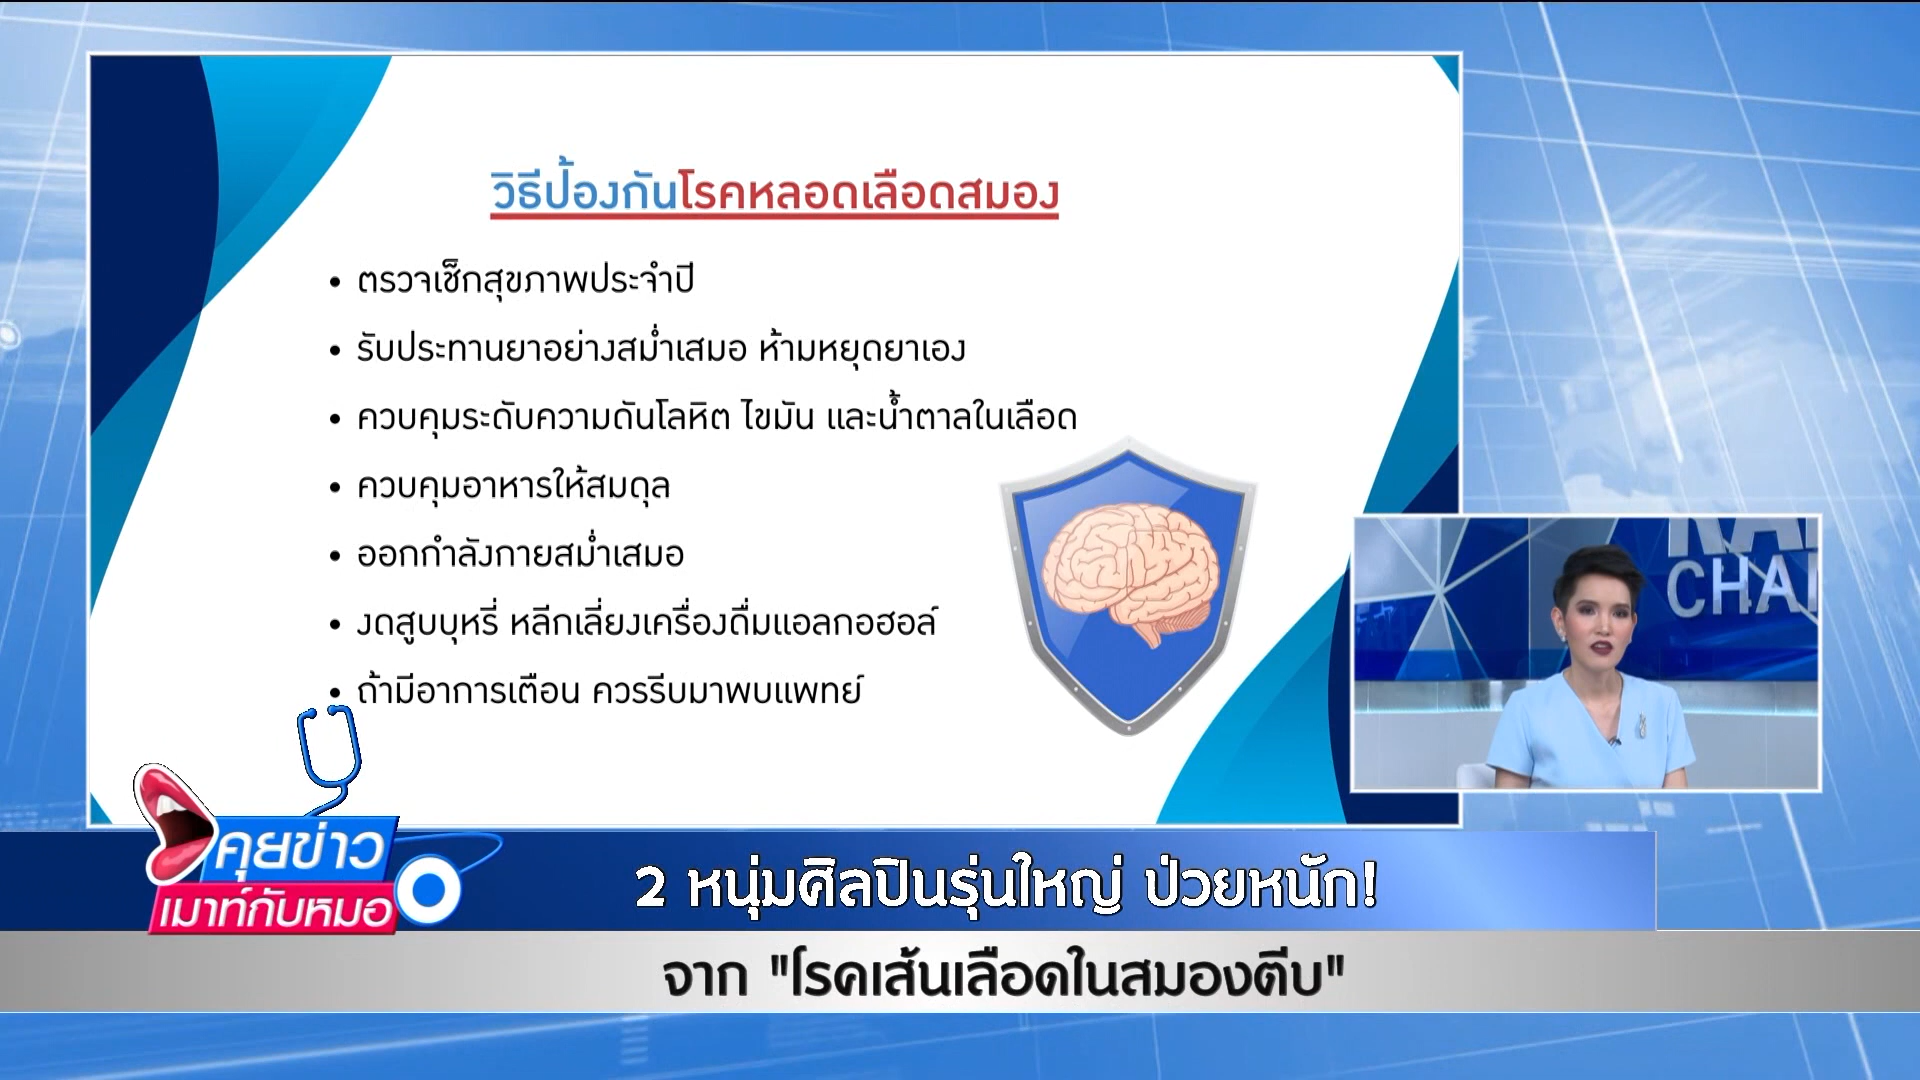 วิธีป้องกันโรคหลอดเลือดสมอง
• ตรวจเช็กสุขภาพประจำปี
• รับประทานยาอย่างสม่ำเสมอ ห้ามหยุดยาเอง
• ควบคุมระดับความดันโลหิต ไขมัน และน้ำตาลในเลือด
• ควบคุมอาหารให้สมดุล
• ออกกำลังกายสม่ำเสมอ
• งดสูบบุหรี่ หลีกเลี่ยงเครื่องดื่มแอลกอฮอล์
• ถ้ามีอาการเตือน ควรรีบมาพบแพทย์
CHA
คุยข่าว
เมาท์กับหมอ
2 หนุ่มศิลปินรุ่นใหญ่ ป่วยหนัก!
จาก "โรคเส้นเลือดในสมองตีบ"